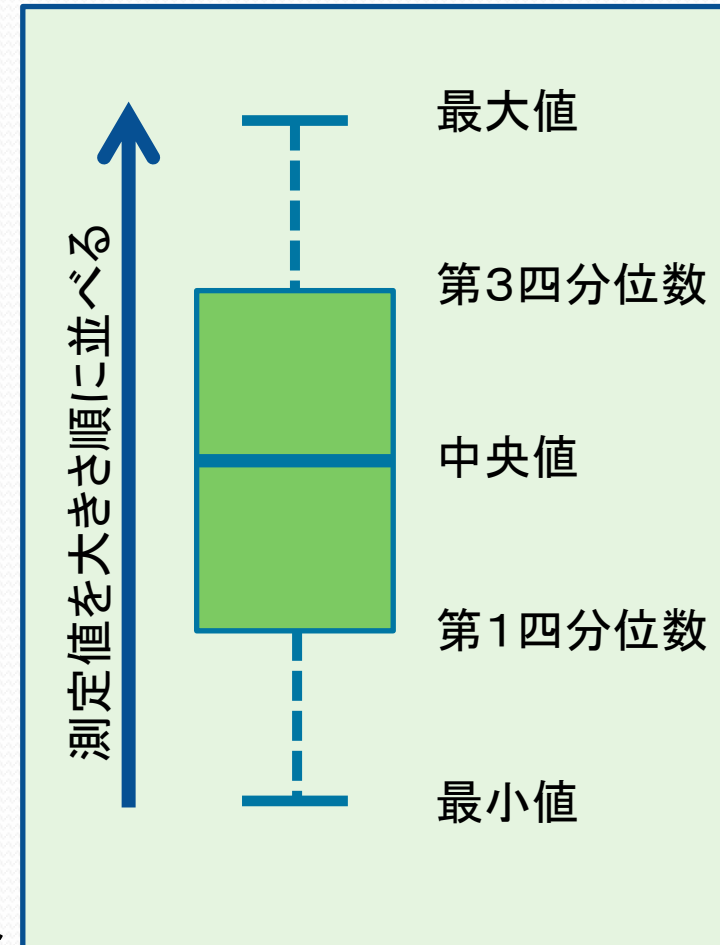 測定値を大きさ順に並べる
最大値
第3四分位数
中央値
第1四分位数
最小値